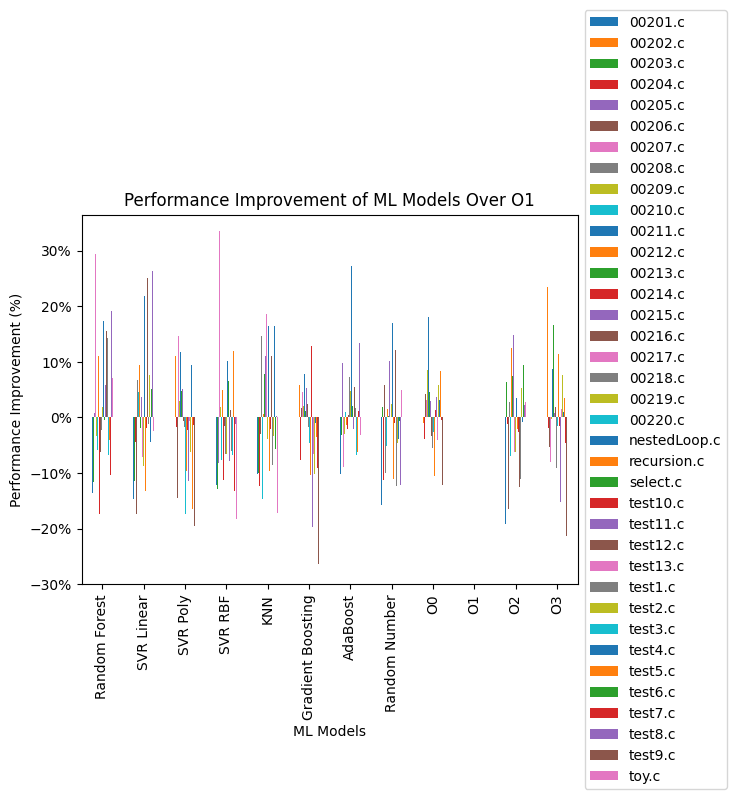 Performance Improvement of ML Models Over O1
Performance Improvement (%)
30%
20%
10%
0%
−10%
−20%
−30%
Random Forest
SVR Linear
SVR Poly
SVR RBF
KNN
Gradient Boosting
AdaBoost
Random Number
O0
O1
O2
O3
ML Models
00201.c
00202.c
00203.c
00204.c
00205.c
00206.c
00207.c
00208.c
00209.c
00210.c
00211.c
00212.c
00213.c
00214.c
00215.c
00216.c
00217.c
00218.c
00219.c
00220.c
nestedLoop.c
recursion.c
select.c
test10.c
test11.c
test12.c
test13.c
test1.c
test2.c
test3.c
test4.c
test5.c
test6.c
test7.c
test8.c
test9.c
toy.c